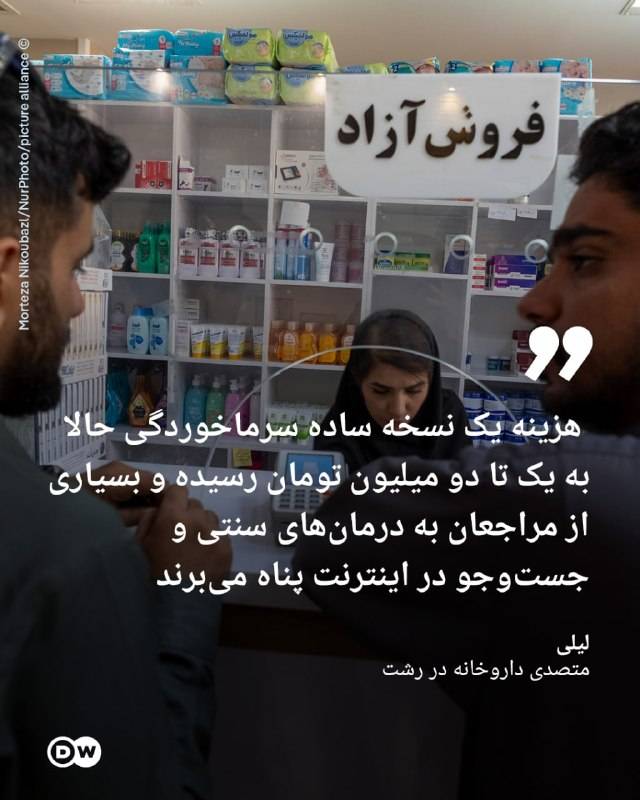 © Morteza Nikoubazl/NurPhoto/picture alliance
فروش آزاد
هزینه یک نسخه ساده سرماخوردگی حالا
به یک تا دو میلیون تومان رسیده و بسیاری
از مراجعان به درمان‌های سنتی و
جست‌وجو در اینترنت پناه می‌برند
لیلی
متصدی داروخانه در رشت
DW